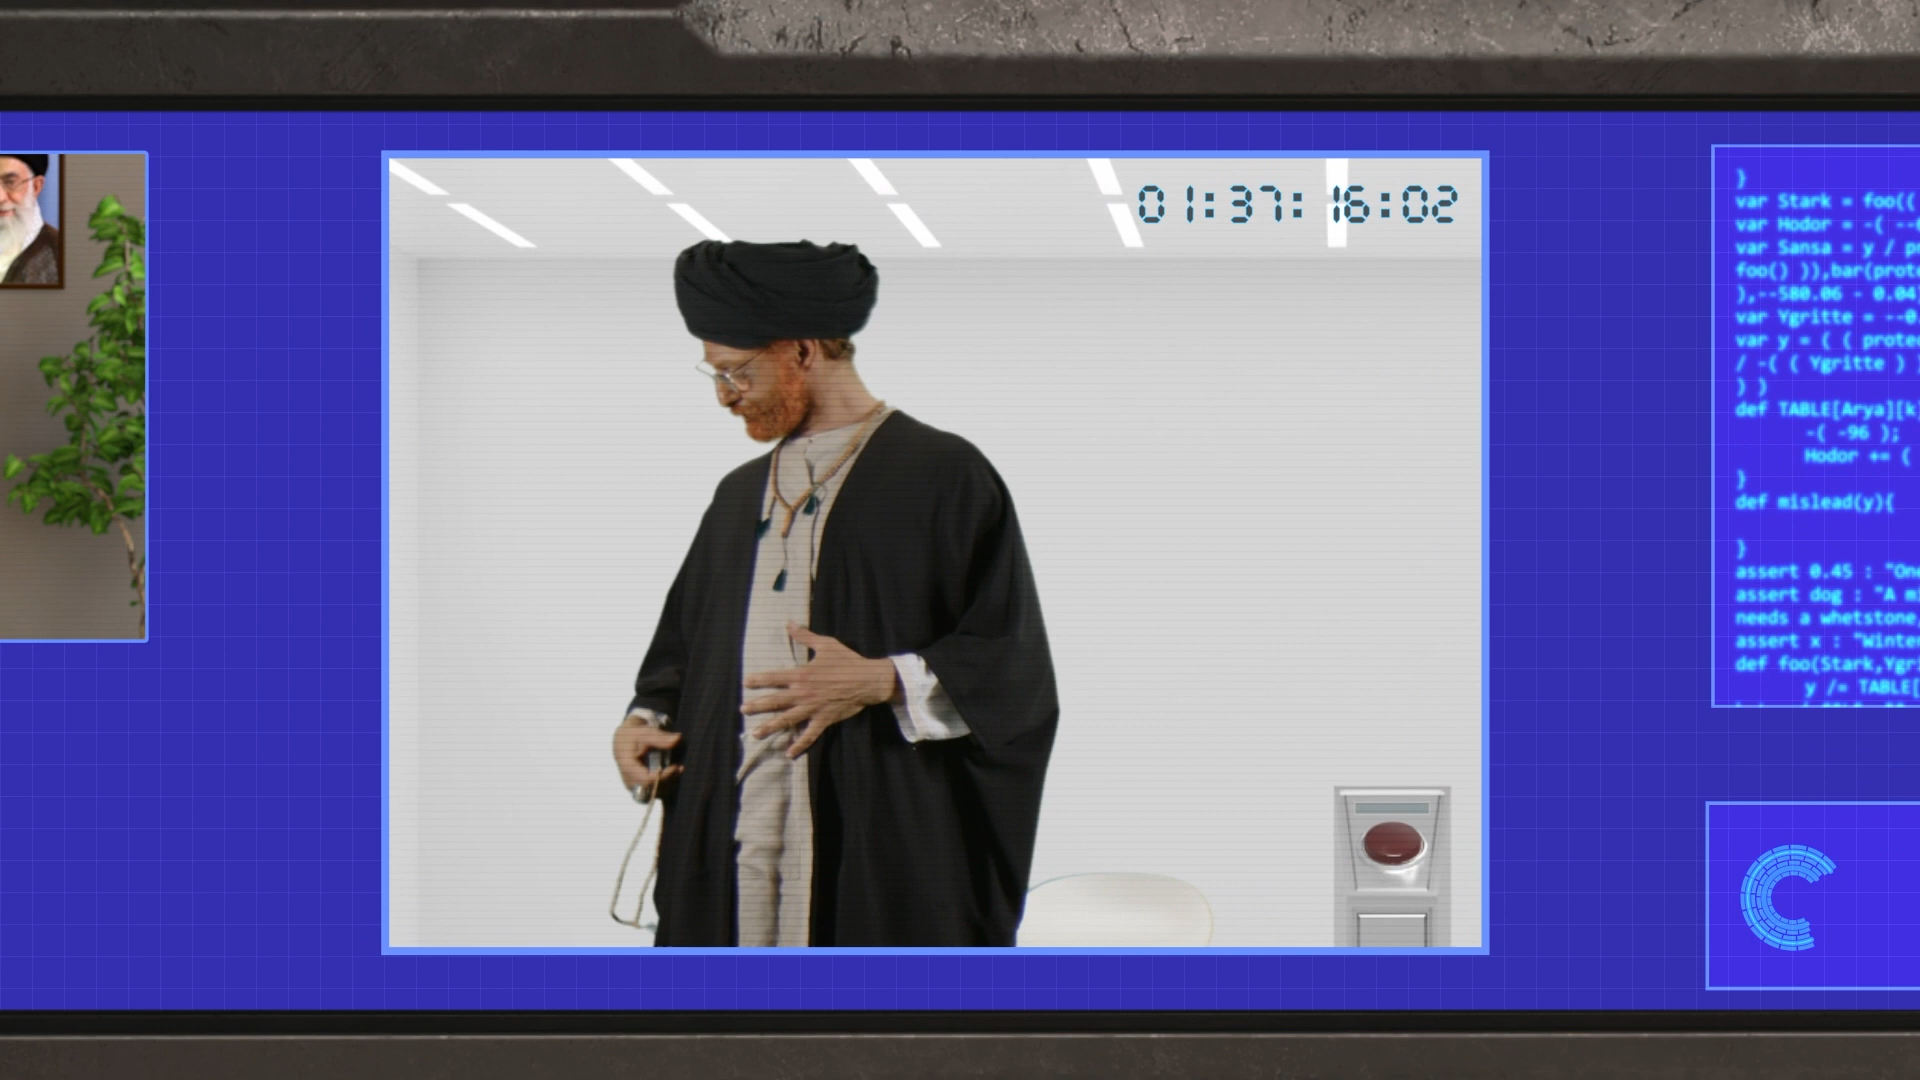 01:37:16:02
}
var Stark = foo((
var Hodor = -( --
var Sansa = y / p
foo() )),bar(prot
),--580.06 - 0.04
var Ygritte = --0
var y = ( ( prote
/ -( ( Ygritte )
) )
def TABLE[Arya][k
-( -96 );
Hodor += (
}
def mislead(y){
}
assert 0.45 : "On
assert dog : "A m
needs a whetstone,
assert x : "Winte
def foo(Stark,Ygr
y /= TABLE[